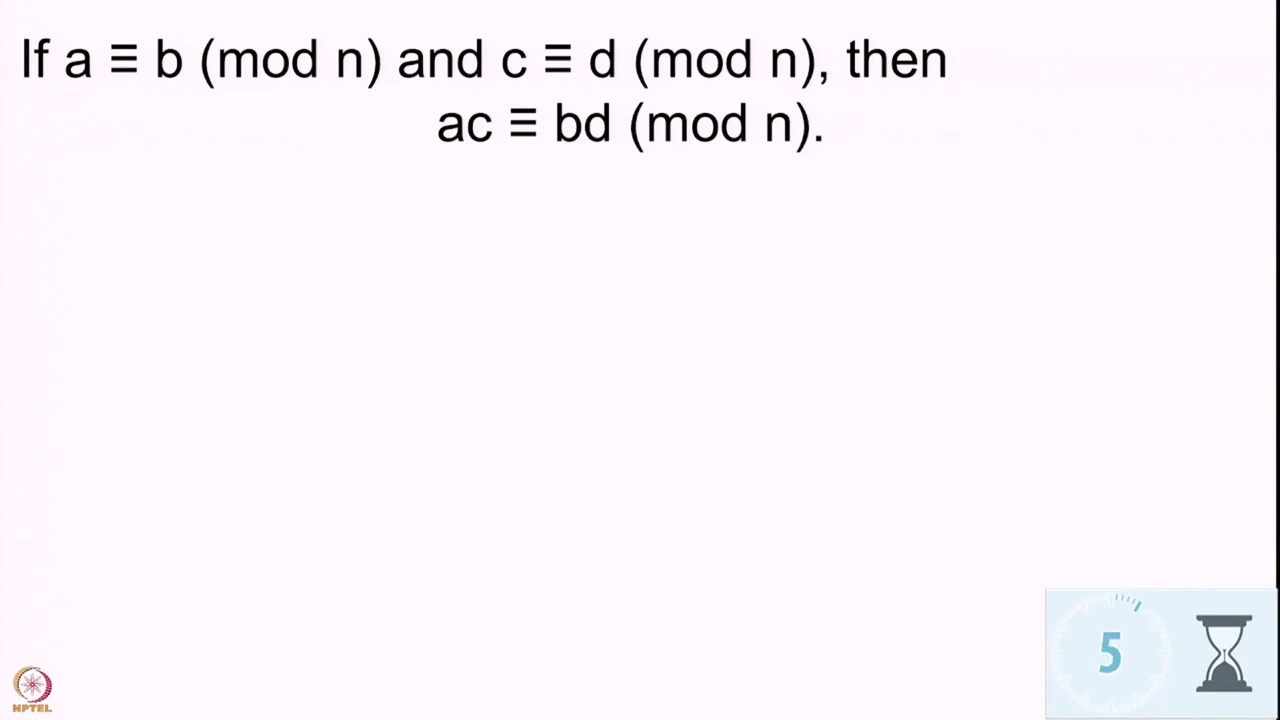 If a ≡ b (mod n) and c ≡ d (mod n), then
ac ≡ bd (mod n).
5
NPTEL